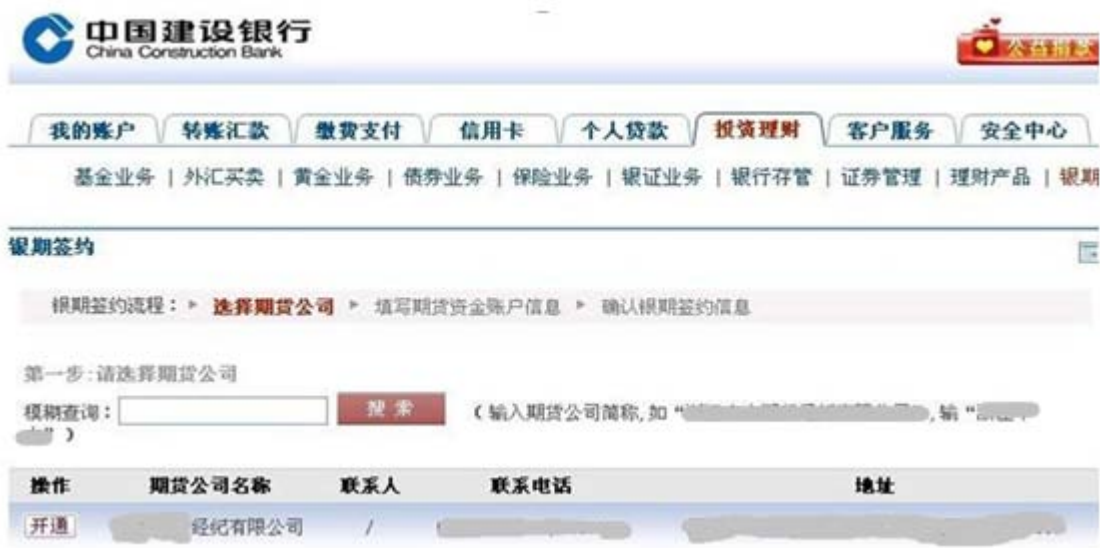 中国建设银行
China Construction Bank
公益捐款
我的账户 转账汇款 缴费支付 信用卡 个人贷款 投资理财 客户服务 安全中心
基金业务 | 外汇买卖 | 黄金业务 | 债券业务 | 保险业务 | 银证业务 | 银行存管 | 证券管理 | 理财产品 | 银期
银期签约
银期签约流程： 选择期货公司 填写期货资金账户信息 确认银期签约信息
第一步:请选择期货公司
模糊查询： 搜索 （输入期货公司简称,如“ ”,输“
”）
操作 期货公司名称 联系人 联系电话 地址
开通 经纪有限公司 /